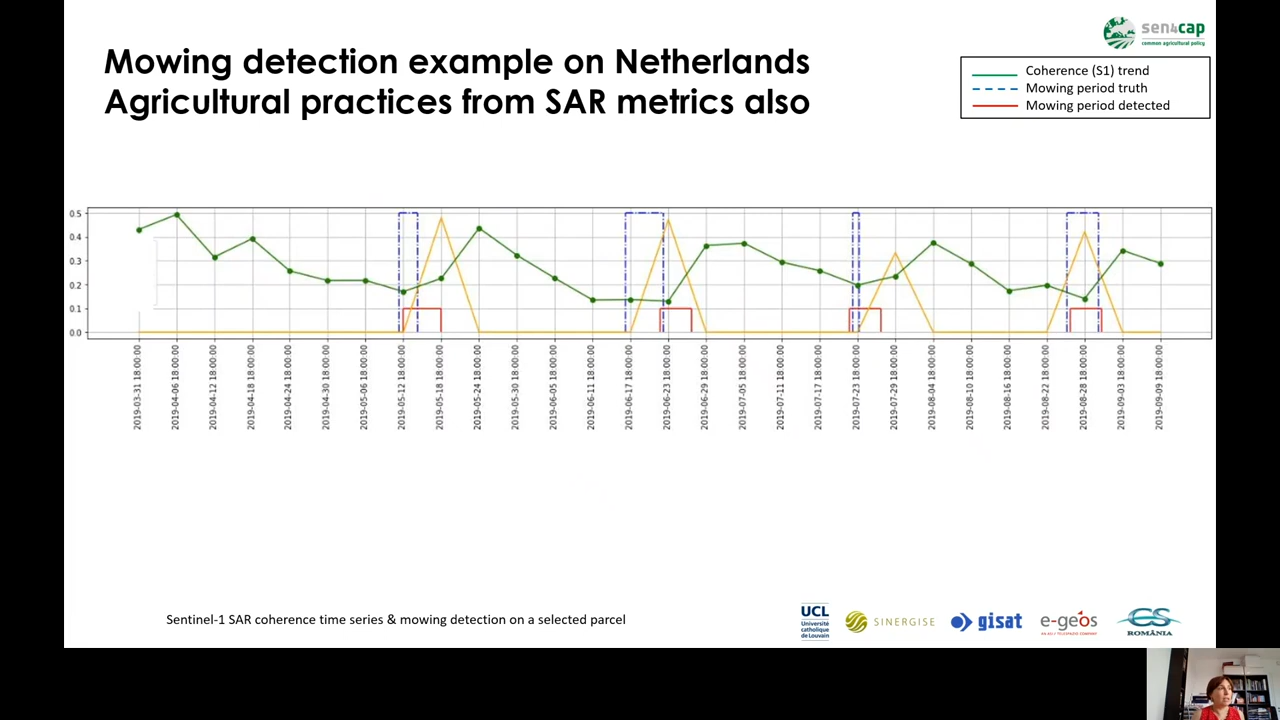 sen4cap
common agricultural policy
Mowing detection example on Netherlands
Agricultural practices from SAR metrics also
Coherence (S1) trend
Mowing period truth
Mowing period detected
0.5
0.4
0.3
0.2
0.1
0.0
2019-03-31 18:00:00
2019-04-06 18:00:00
2019-04-12 18:00:00
2019-04-18 18:00:00
2019-04-24 18:00:00
2019-04-30 18:00:00
2019-05-06 18:00:00
2019-05-12 18:00:00
2019-05-18 18:00:00
2019-05-24 18:00:00
2019-05-30 18:00:00
2019-06-05 18:00:00
2019-06-11 18:00:00
2019-06-17 18:00:00
2019-06-23 18:00:00
2019-06-29 18:00:00
2019-07-05 18:00:00
2019-07-11 18:00:00
2019-07-17 18:00:00
2019-07-23 18:00:00
2019-07-29 18:00:00
2019-08-04 18:00:00
2019-08-10 18:00:00
2019-08-16 18:00:00
2019-08-22 18:00:00
2019-08-28 18:00:00
2019-09-03 18:00:00
2019-09-09 18:00:00
Sentinel-1 SAR coherence time series & mowing detection on a selected parcel
UCL
Université
catholique
de Louvain
SINERGISE
gisat
e-geos
CS
ROMÂNIA